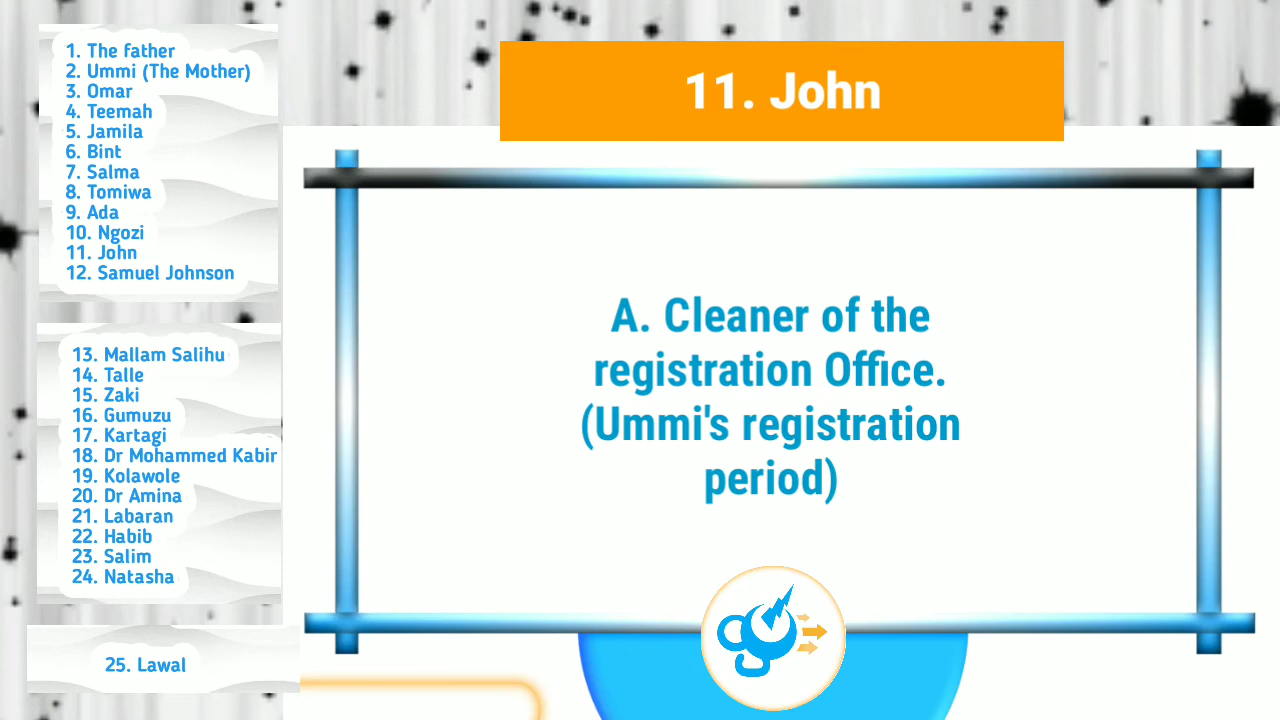 1. The father
2. Ummi (The Mother)
3. Omar
4. Teemah
5. Jamila
6. Bint
7. Salma
8. Tomiwa
9. Ada
10. Ngozi
11. John
12. Samuel Johnson
13. Mallam Salihu
14. Talle
15. Zaki
16. Gumuzu
17. Kartagi
18. Dr Mohammed Kabir
19. Kolawole
20. Dr Amina
21. Labaran
22. Habib
23. Salim
24. Natasha
25. Lawal
11. John
A. Cleaner of the
registration Office.
(Ummi's registration
period)